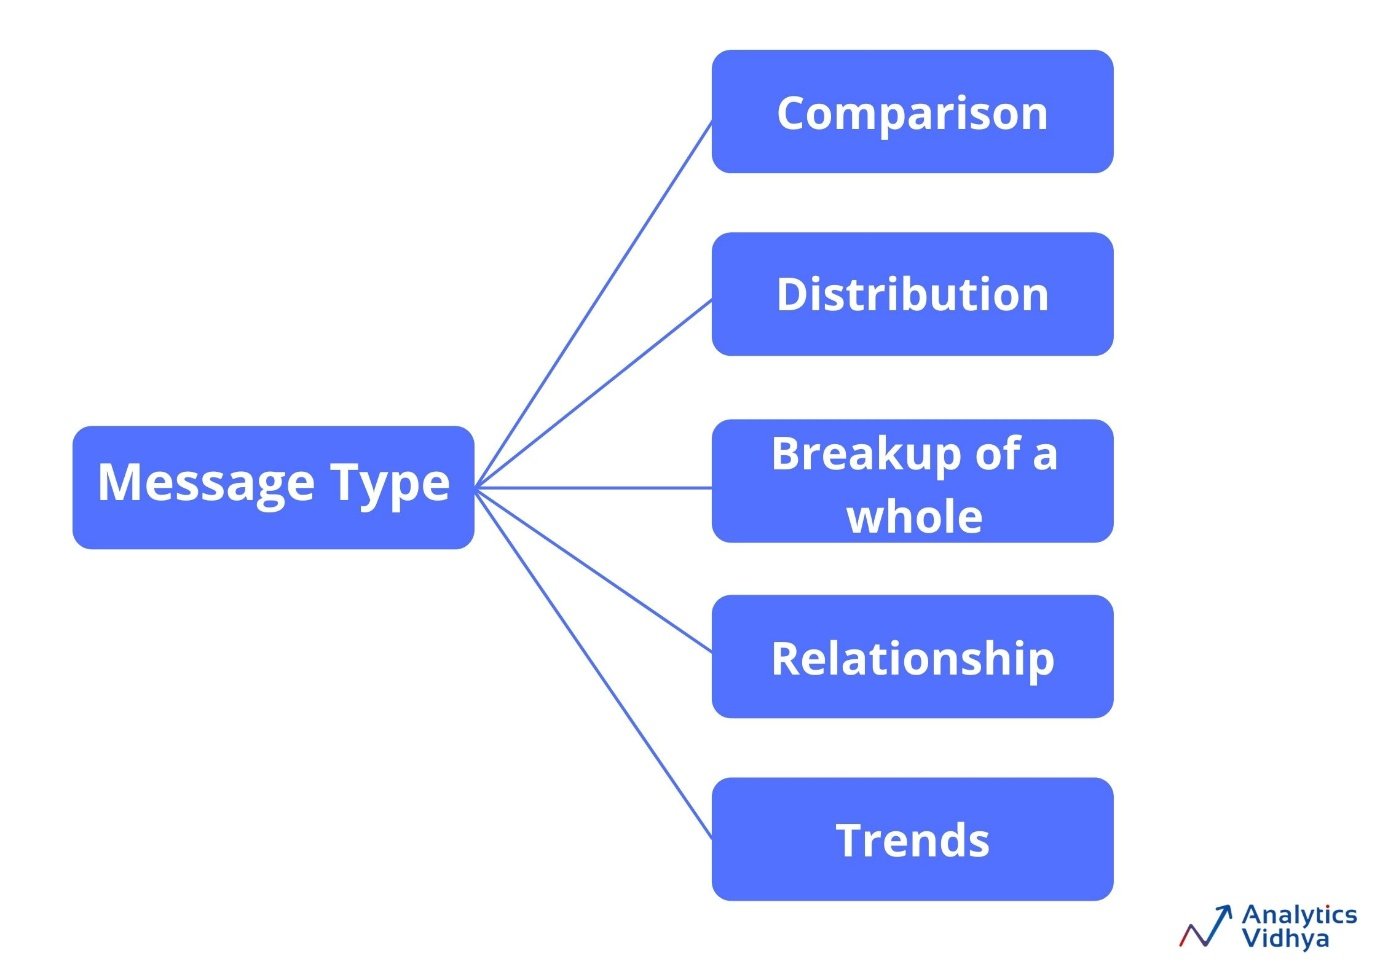 Comparison
Distribution
Message Type
Breakup of a
whole
Relationship
Trends
Analytics
Vidhya